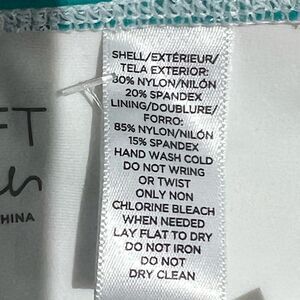 SHELL/EXTÉRIEUR/
TELA EXTERIOR:
80% NYLON/NILÓN
20% SPANDEX
LINING/DOUBLURE/
FORRO:
85% NYLON/NILÓN
15% SPANDEX
HAND WASH COLD
DO NOT WRING
OR TWIST
ONLY NON
CHLORINE BLEACH
WHEN NEEDED
LAY FLAT TO DRY
DO NOT IRON
DO NOT
DRY CLEAN
FT
CHINA